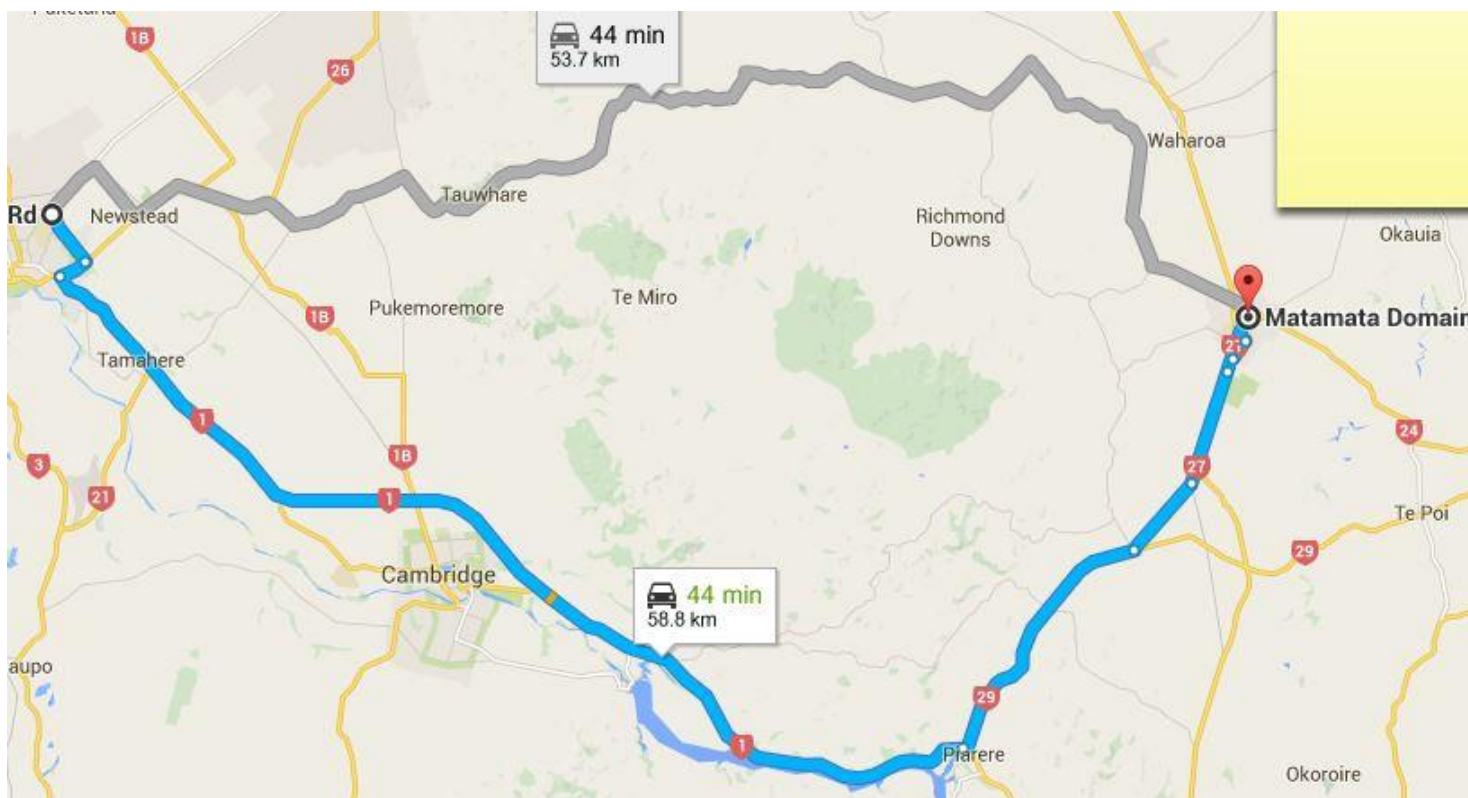 1B
26
44 min
53.7 km
Waharoa
Tauwhare
Rd
Newstead
Richmond
Downs
Okauia
Te Miro
Pukemoremore
1B
Matamata Domain
27
Tamahere
1
24
3
1B
27
21
1
Te Poi
29
Cambridge
44 min
58.8 km
aupo
29
1
Piarere
Okoroire